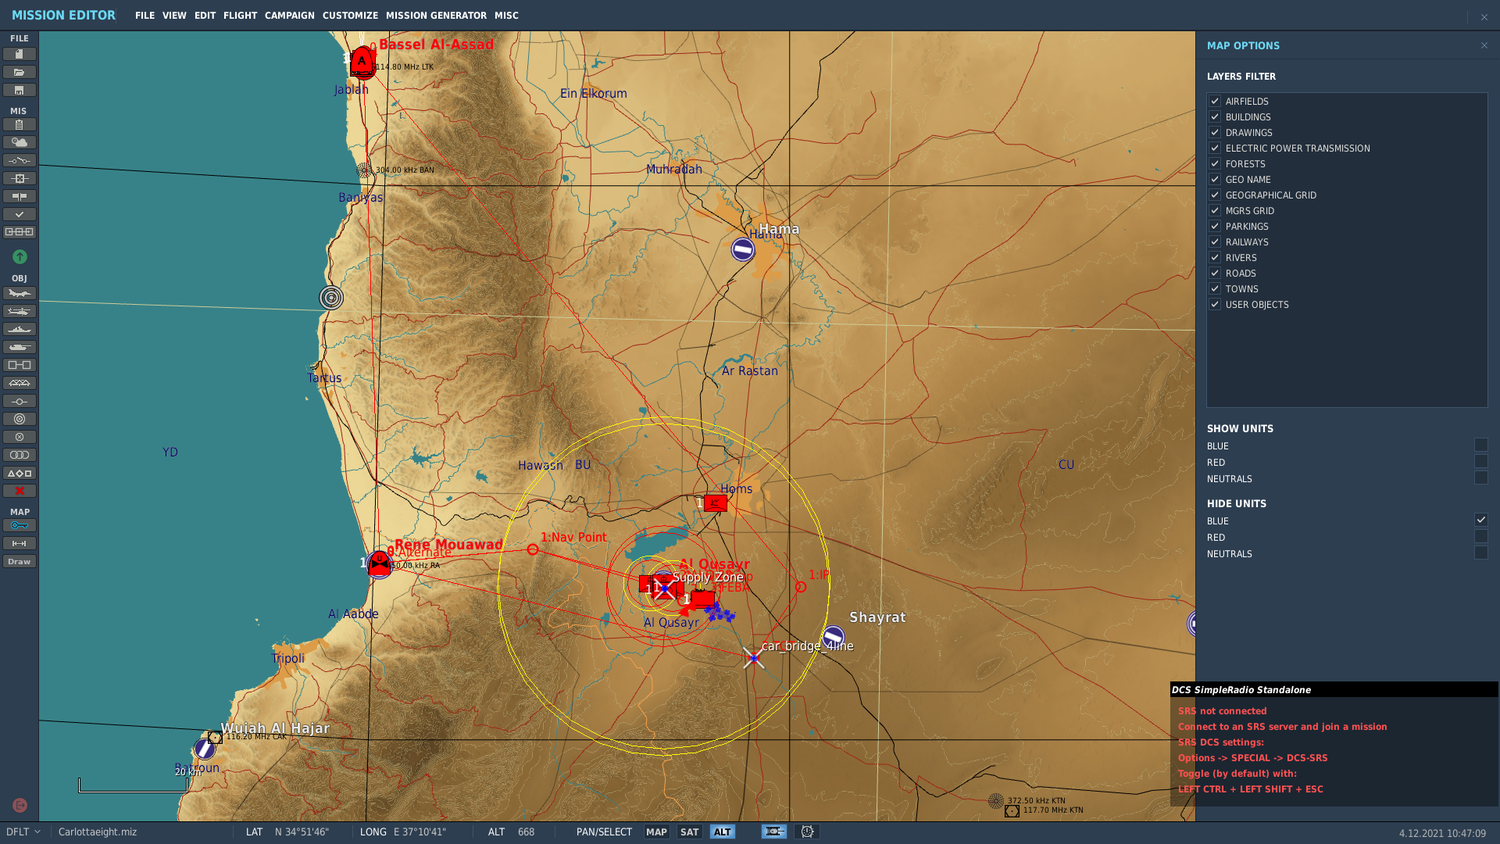 MISSION EDITOR
FILE VIEW EDIT FLIGHT CAMPAIGN CUSTOMIZE MISSION GENERATOR MISC
FILE
MIS
OBJ
MAP
Draw
Bassel Al-Assad
114.80 MHz LTK
Jablah
Ein Elkorum
304.00 kHz BAN
Baniyas
Muhradah
Hama
Hama
Ar Rastan
Tartus
YD
Hawash
BU
CU
Homs
1
Rene Mouawad
0:Alternate
450.00 kHz RA
1
1:Nav Point
Al Qusayr
Supply Zone
FEBA
1:IP
1
1
Al Qusayr
Al Aabde
Shayrat
car_bridge_4line
Tripoli
Wujah Al Hajar
116.20 MHz CAK
Batroun
20 km
372.50 kHz KTN
117.70 MHz KTN
MAP OPTIONS
LAYERS FILTER
AIRFIELDS
BUILDINGS
DRAWINGS
ELECTRIC POWER TRANSMISSION
FORESTS
GEO NAME
GEOGRAPHICAL GRID
MGRS GRID
PARKINGS
RAILWAYS
RIVERS
ROADS
TOWNS
USER OBJECTS
SHOW UNITS
BLUE
RED
NEUTRALS
HIDE UNITS
BLUE
RED
NEUTRALS
DCS SimpleRadio Standalone
SRS not connected
Connect to an SRS server and join a mission
SRS DCS settings:
Options -> SPECIAL -> DCS-SRS
Toggle (by default) with:
LEFT CTRL + LEFT SHIFT + ESC
DFLT Carlottaeight.miz LAT N 34°51'46" LONG E 37°10'41" ALT 668 PAN/SELECT MAP SAT ALT 4.12.2021 10:47:09